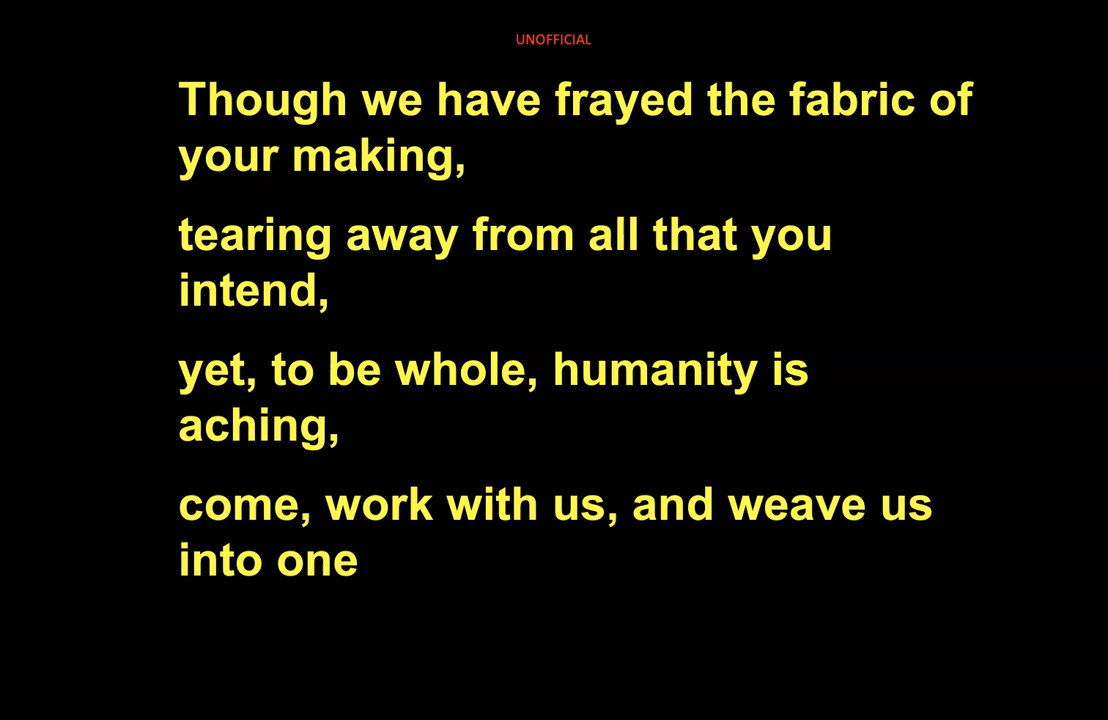 UNOFFICIAL
Though we have frayed the fabric of
your making,
tearing away from all that you
intend,
yet, to be whole, humanity is
aching,
come, work with us, and weave us
into one